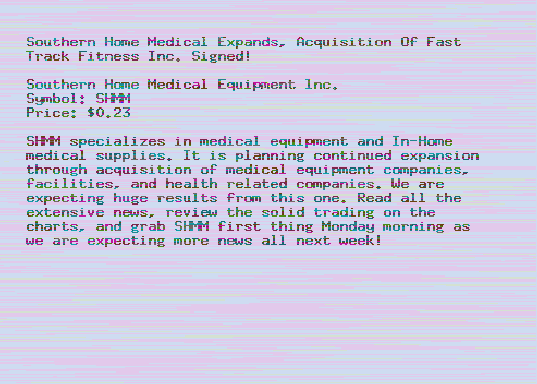 Southern Home Medical Expands, Acquisition Of Fast
Track Fitness Inc. Signed!
Southern Home Medical Equipment Inc.
Symbol: SHMM
Price: $0.23
SHMM specializes in medical equipment and In-Home
medical supplies. It is planning continued expansion
through acquisition of medical equipment companies,
facilities, and health related companies. We are
expecting huge results from this one. Read all the
extensive news, review the solid trading on the
charts, and grab SHMM first thing Monday morning as
we are expecting more news all next week!